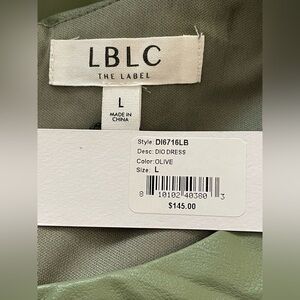 LBLC
THE LABEL
L
MADE IN
CHINA
Style: DI6716LB
Desc: DIO DRESS
Color: OLIVE
Size: L
8 10102 40380 3
$145.00